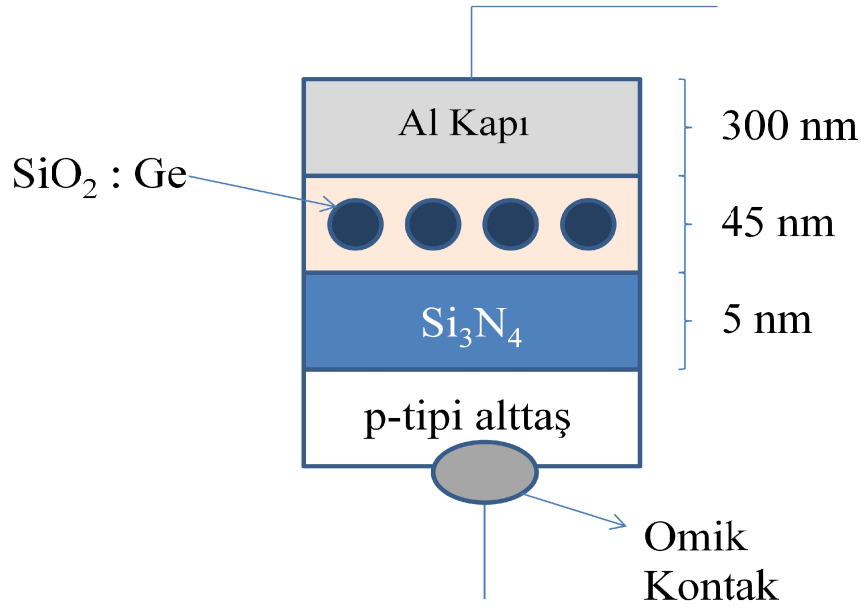 Al Kapı
300 nm
SiO₂ : Ge
45 nm
Si₃N₄
5 nm
p-tipi alttaş
Omik
Kontak